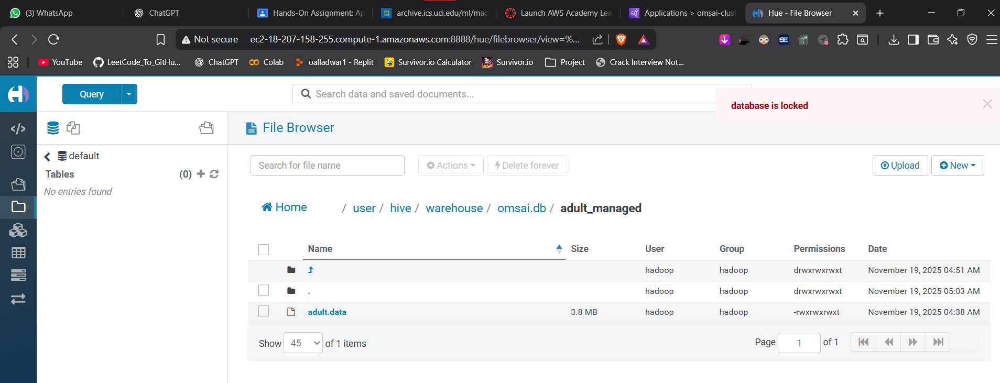 (3) WhatsApp
ChatGPT
Hands-On Assignment: Ap
archive.ics.uci.edu/ml/mac
Launch AWS Academy Lea
Applications > omsai-clust
Hue - File Browser
Not secure ec2-18-207-158-255.compute-1.amazonaws.com:8888/hue/filebrowser/view=%...
YouTube
LeetCode_To_GitHu...
ChatGPT
Colab
oalladwar1 - Replit
Survivor.io Calculator
Survivor.io
Project
Crack Interview Not...
Query
Search data and saved documents...
database is locked
File Browser
default
Tables (0)
No entries found
Search for file name
Actions
Delete forever
Upload
New
Home / user / hive / warehouse / omsai.db / adult_managed
Name Size User Group Permissions Date
hadoop hadoop drwxrwxrwxt November 19, 2025 04:51 AM
. hadoop hadoop drwxrwxrwxt November 19, 2025 05:03 AM
adult.data 3.8 MB hadoop hadoop -rwxrwxrwxt November 19, 2025 04:38 AM
Show 45 of 1 items
Page 1 of 1